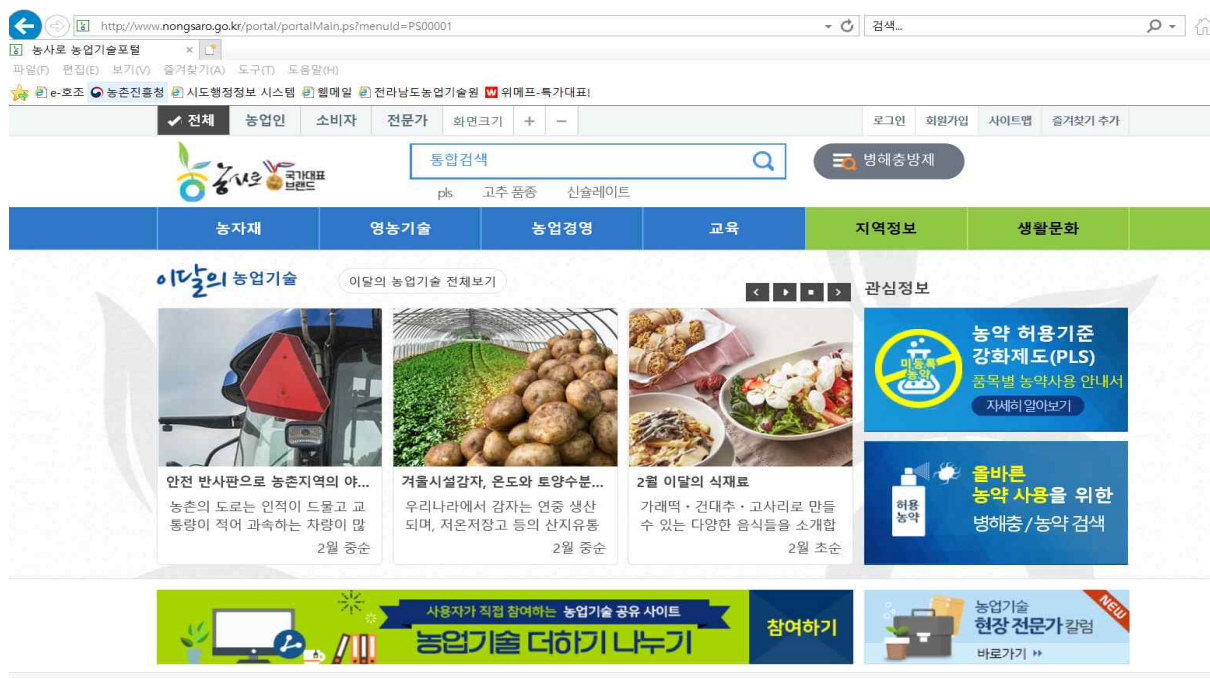 http://www.nongsaro.go.kr/portal/portalMain.ps?menuId=PS00001
검색...
농사로 농업기술포털
파일(F) 편집(E) 보기(V) 즐겨찾기(A) 도구(T) 도움말(H)
e-호조 농촌진흥청 시도행정정보 시스템 웹메일 전라남도농업기술원 위메프-특가대표!
전체 농업인 소비자 전문가 화면크기 + - 로그인 회원가입 사이트맵 즐겨찾기 추가
농사로 국가대표 브랜드
통합검색
병해충방제
pls 고추 품종 신슐레이트
농자재 영농기술 농업경영 교육 지역정보 생활문화
이달의 농업기술
이달의 농업기술 전체보기
관심정보
안전 반사판으로 농촌지역의 야...
농촌의 도로는 인적이 드물고 교
통량이 적어 과속하는 차량이 많
2월 중순
겨울시설감자, 온도와 토양수분...
우리나라에서 감자는 연중 생산
되며, 저온저장고 등의 산지유통
2월 중순
2월 이달의 식재료
가래떡・건대추・고사리로 만들
수 있는 다양한 음식들을 소개합
2월 초순
미등록 농약
농약 허용기준
강화제도(PLS)
품목별 농약사용 안내서
자세히 알아보기
허용
농약
올바른
농약 사용을 위한
병해충/농약 검색
사용자가 직접 참여하는 농업기술 공유 사이트
농업기술 더하기 나누기
참여하기
농업기술
현장 전문가 칼럼
바로가기
NEW